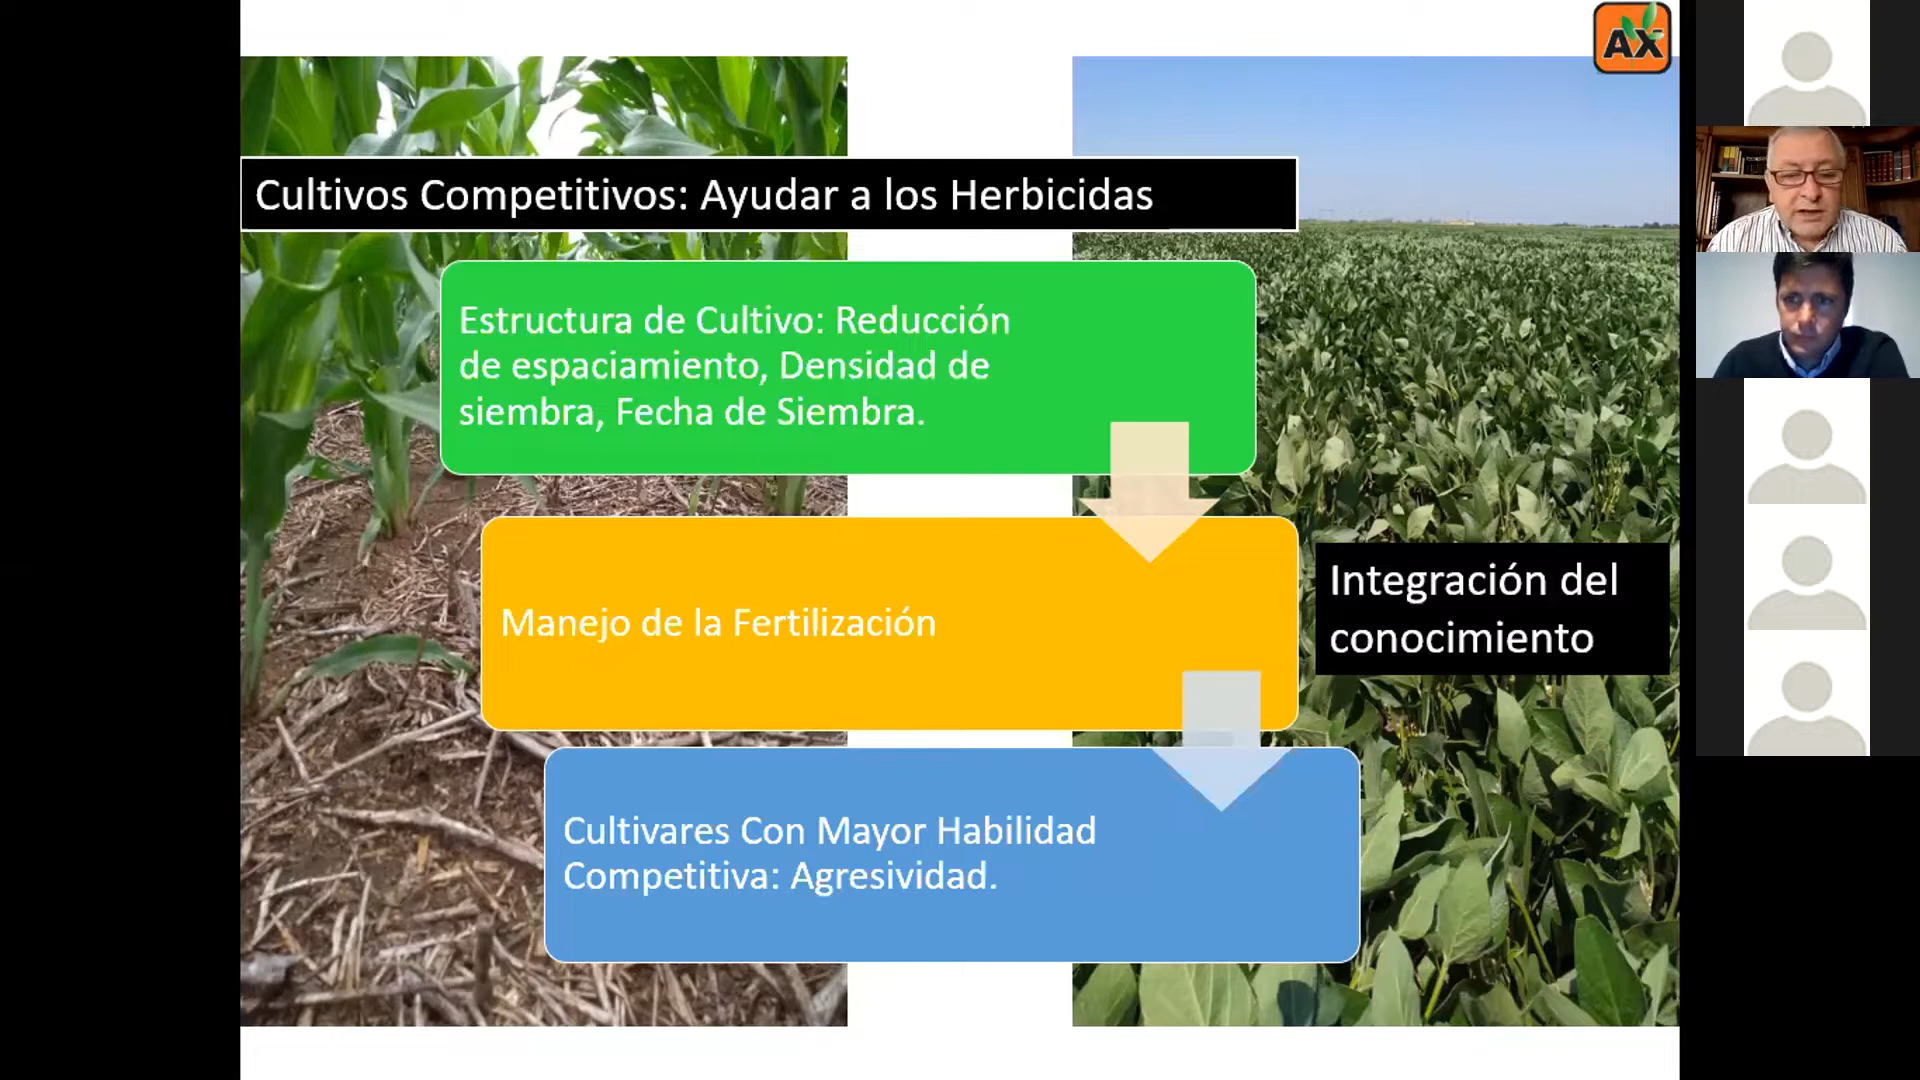 AX
Cultivos Competitivos: Ayudar a los Herbicidas
Estructura de Cultivo: Reducción
de espaciamiento, Densidad de
siembra, Fecha de Siembra.
Manejo de la Fertilización
Integración del
conocimiento
Cultivares Con Mayor Habilidad
Competitiva: Agresividad.